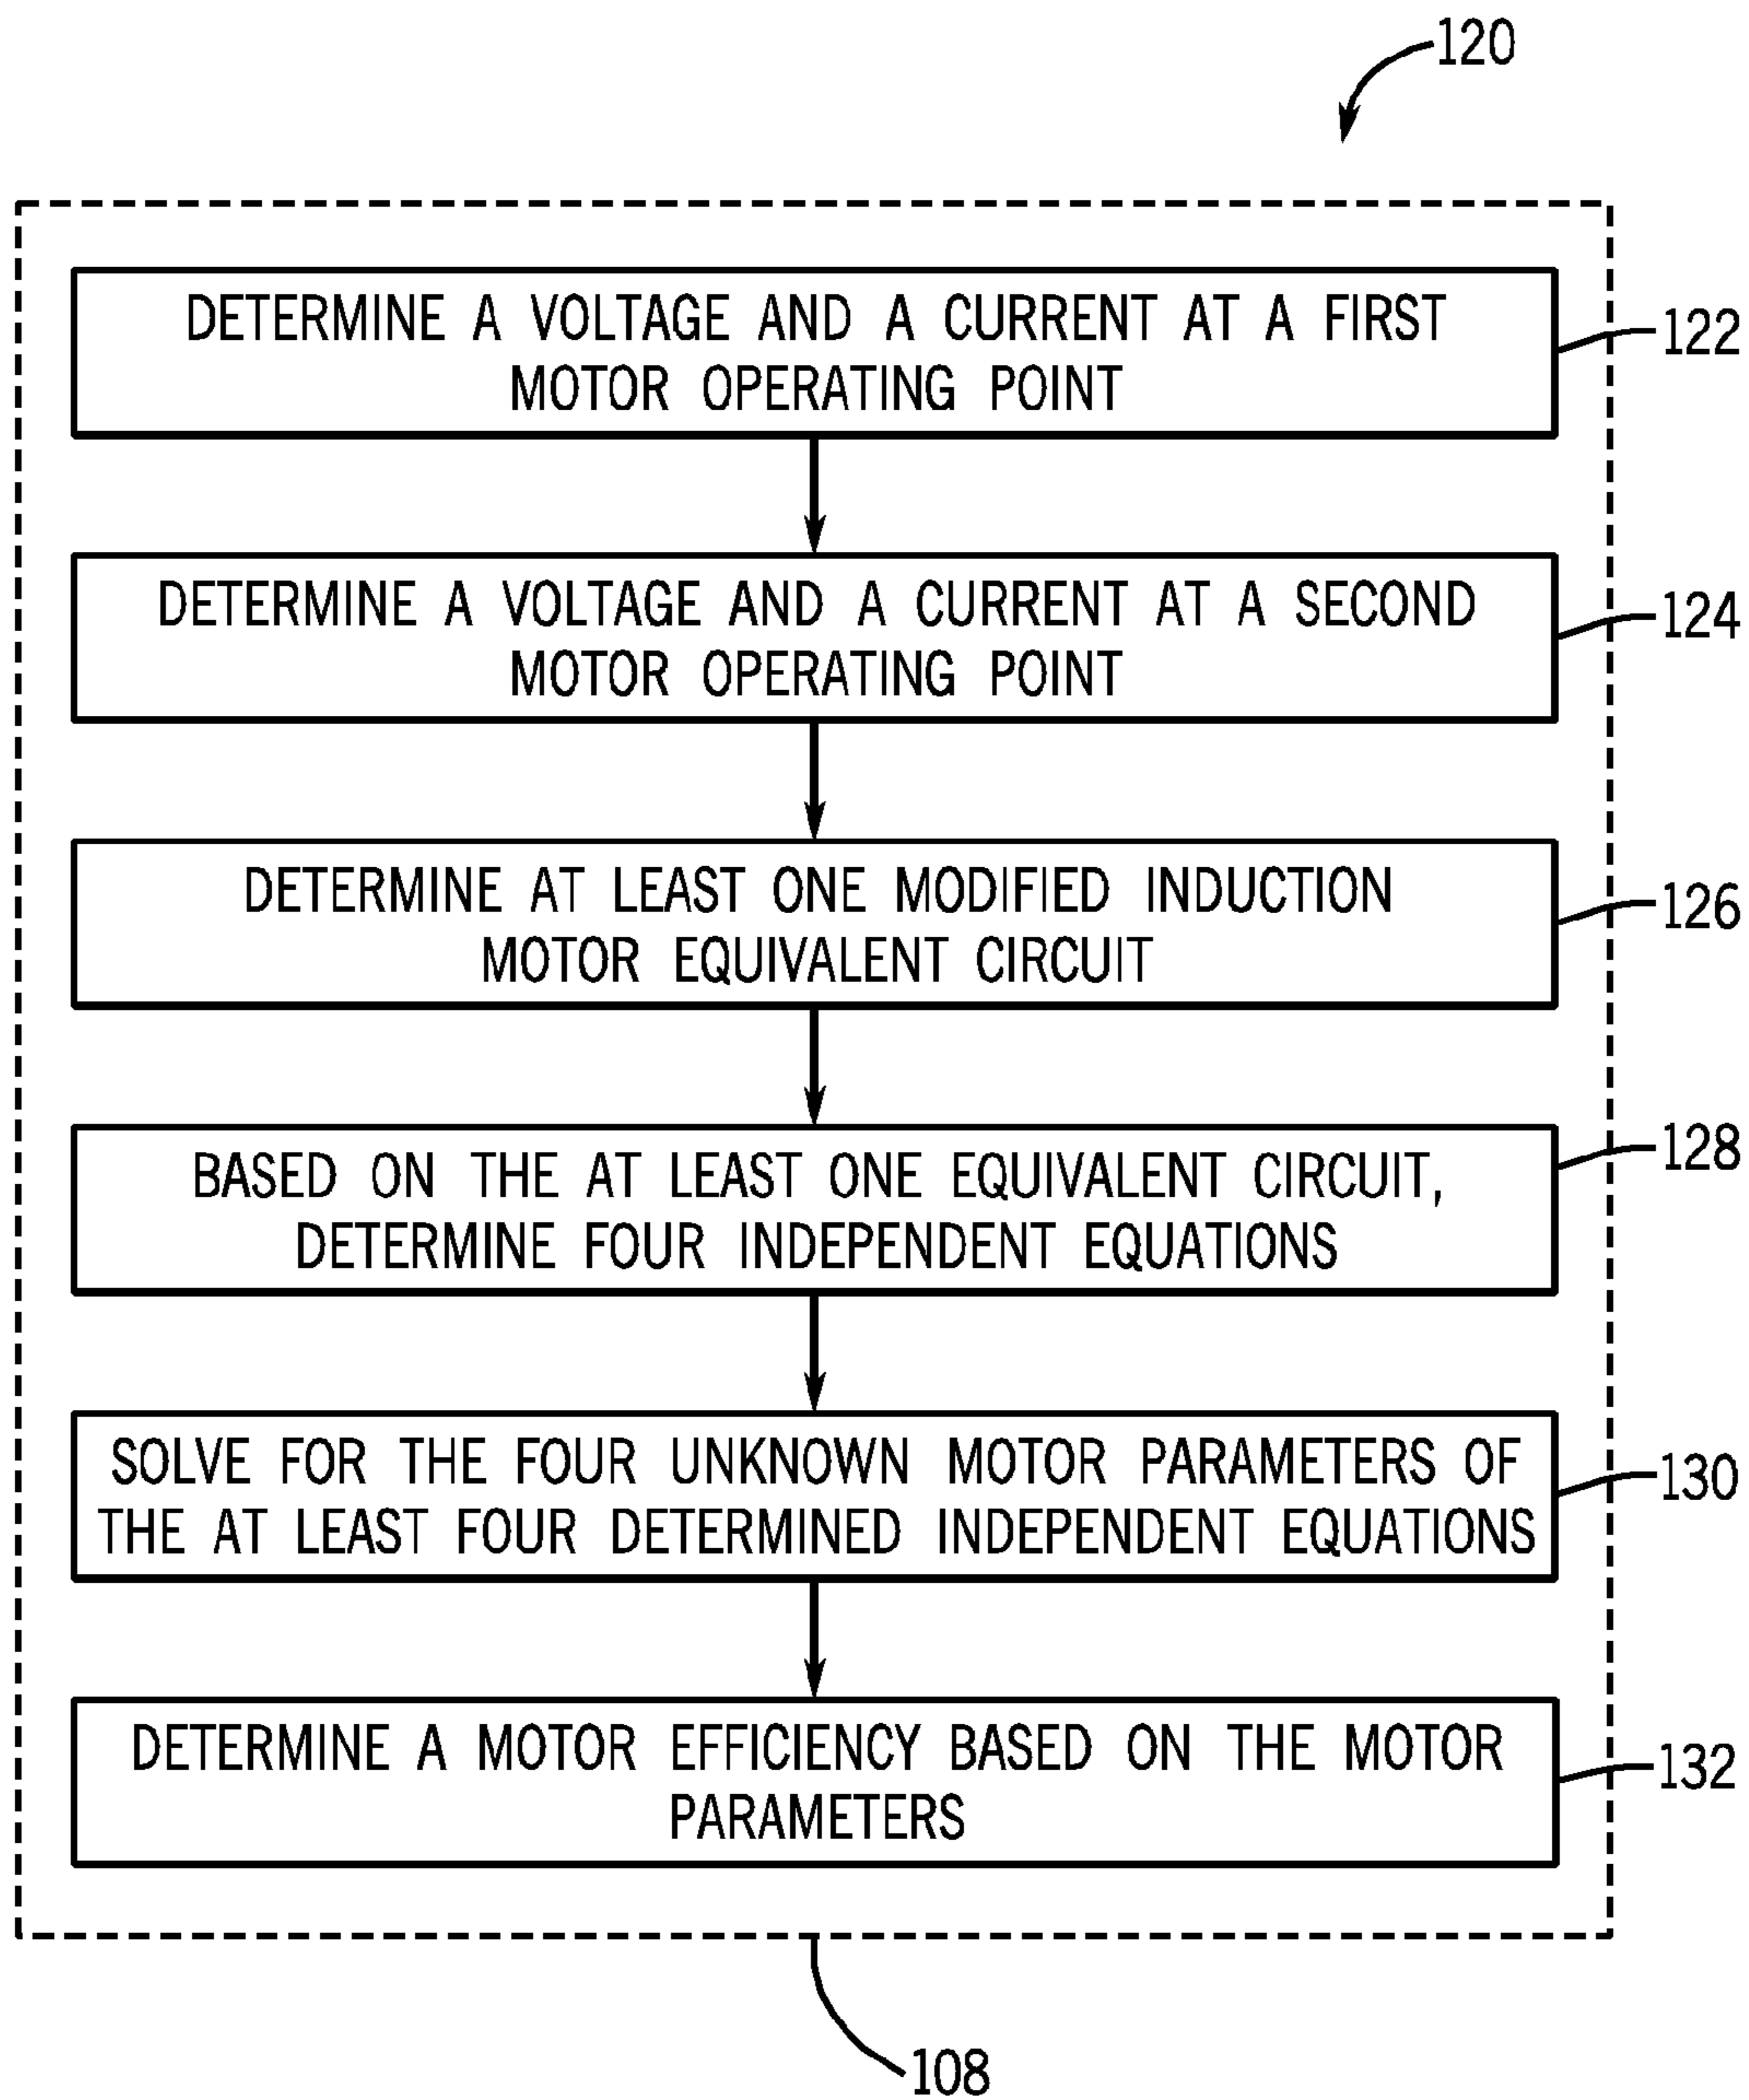 120
DETERMINE A VOLTAGE AND A CURRENT AT A FIRST
MOTOR OPERATING POINT
122
DETERMINE A VOLTAGE AND A CURRENT AT A SECOND
MOTOR OPERATING POINT
124
DETERMINE AT LEAST ONE MODIFIED INDUCTION
MOTOR EQUIVALENT CIRCUIT
126
BASED ON THE AT LEAST ONE EQUIVALENT CIRCUIT,
DETERMINE FOUR INDEPENDENT EQUATIONS
128
SOLVE FOR THE FOUR UNKNOWN MOTOR PARAMETERS OF
THE AT LEAST FOUR DETERMINED INDEPENDENT EQUATIONS
130
DETERMINE A MOTOR EFFICIENCY BASED ON THE MOTOR
PARAMETERS
132
108